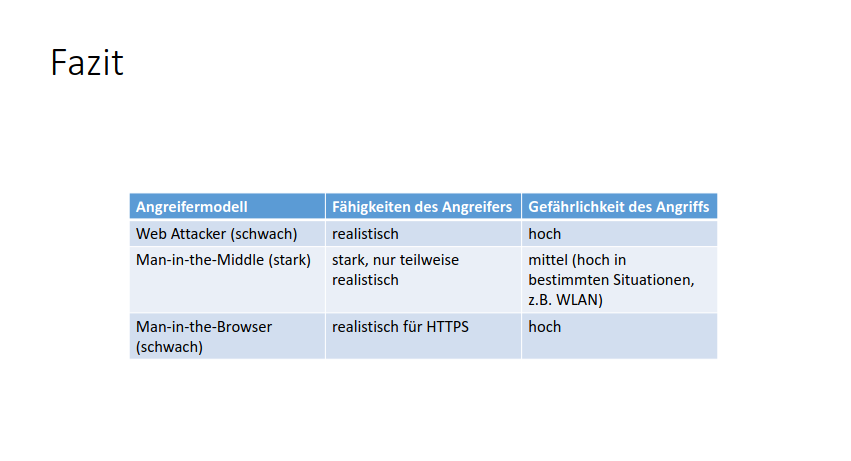 Fazit
Angreifermodell Fähigkeiten des Angreifers Gefährlichkeit des Angriffs
Web Attacker (schwach) realistisch hoch
Man-in-the-Middle (stark) stark, nur teilweise mittel (hoch in
realistisch bestimmten Situationen,
z.B. WLAN)
Man-in-the-Browser realistisch für HTTPS hoch
(schwach)